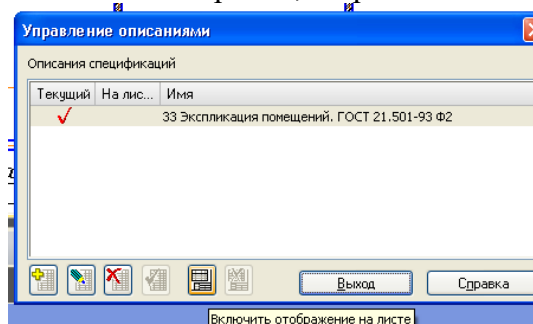 Управление описаниями
Описания спецификаций
Текущий На лис... Имя
33 Экспликация помещений. ГОСТ 21.501-93 Ф2
Выход Справка
Включить отображение на листе